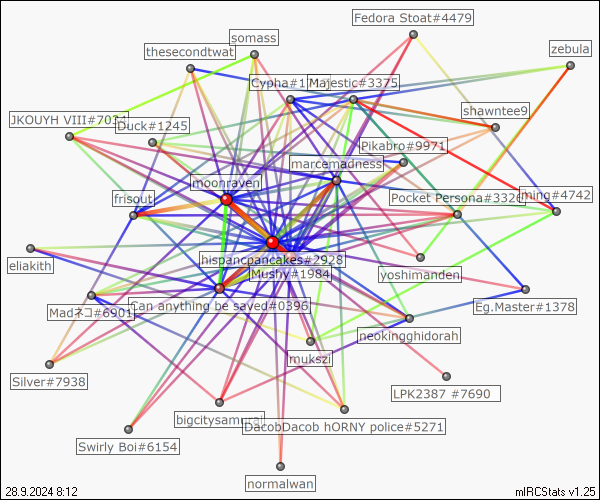 Fedora Stoat#4479
somass
thesecondtwat
zebula
Cypha#1
Majestic#3375
shawntee9
JKOUYH VIII#7034
Duck#1245
Pikabro#9971
marcemadness
moonraven
Pocket Persona#3326
ming#4742
frisout
eliakith
hispancpancakes#2928
Mushy#1984
yoshimanden
Madネコ#6901
Can anything be saved#0396
Eg.Master#1378
neokingghidorah
mukszi
Silver#7938
LPK2387 #7690
bigcitysamurai
DacobDacob hORNY police#5271
Swirly Boi#6154
normalwan
28.9.2024 8:12
mIRCStats v1.25